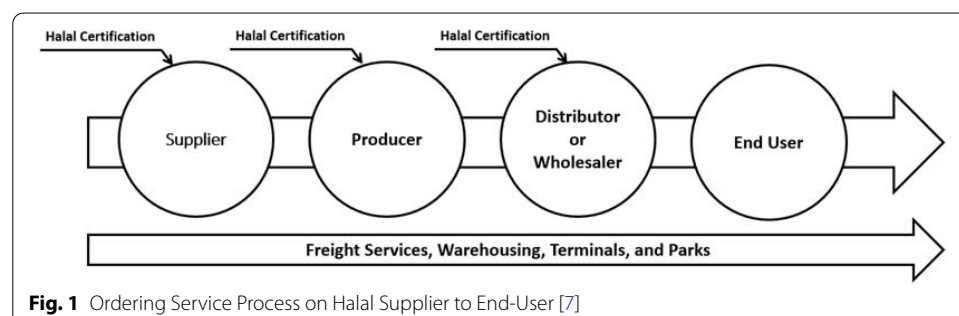 Halal Certification
Halal Certification
Halal Certification
Supplier
Producer
Distributor
or
Wholesaler
End User
Freight Services, Warehousing, Terminals, and Parks
Fig. 1 Ordering Service Process on Halal Supplier to End-User [7]